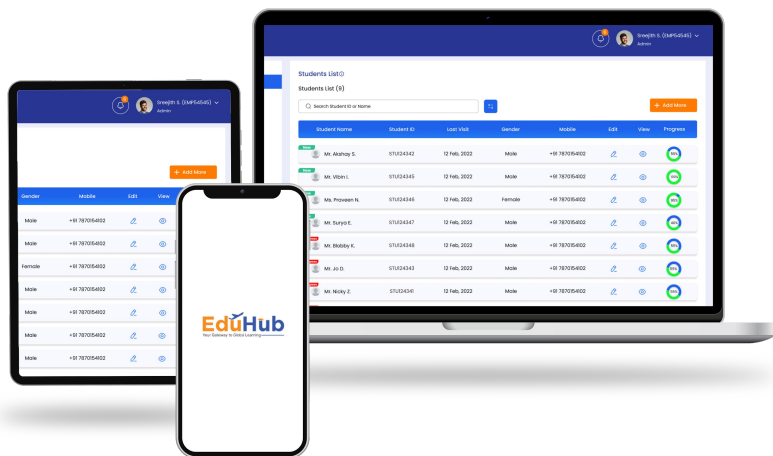 Sreejith S. (EMP54545)
Admin
Students List
Students List (9)
Search Student ID or Name
+ Add More
Student Name Student ID Last Visit Gender Mobile Edit View Progress
Mr. Akshay S. STU124342 12 Feb, 2022 Male +91 7870154102
Mr. Vibin I. STU124345 12 Feb, 2022 Male +91 7870154102
Ms. Praveen N. STU124346 12 Feb, 2022 Female +91 7870154102
Mr. Surya E. STU124347 12 Feb, 2022 Male +91 7870154102
Mr. Blobby K. STU124348 12 Feb, 2022 Male +91 7870154102
Mr. Jo D. STU124343 12 Feb, 2022 Male +91 7870154102
Mr. Nicky Z. STU124341 12 Feb, 2022 Male +91 7870154102
Sreejith S. (EMP54545)
Admin
+ Add More
Gender Mobile Edit View
Male +91 7870154102
Male +91 7870154102
Female +91 7870154102
Male +91 7870154102
Male +91 7870154102
Male +91 7870154102
Male +91 7870154102
EduHub
Your Gateway to Global Learning